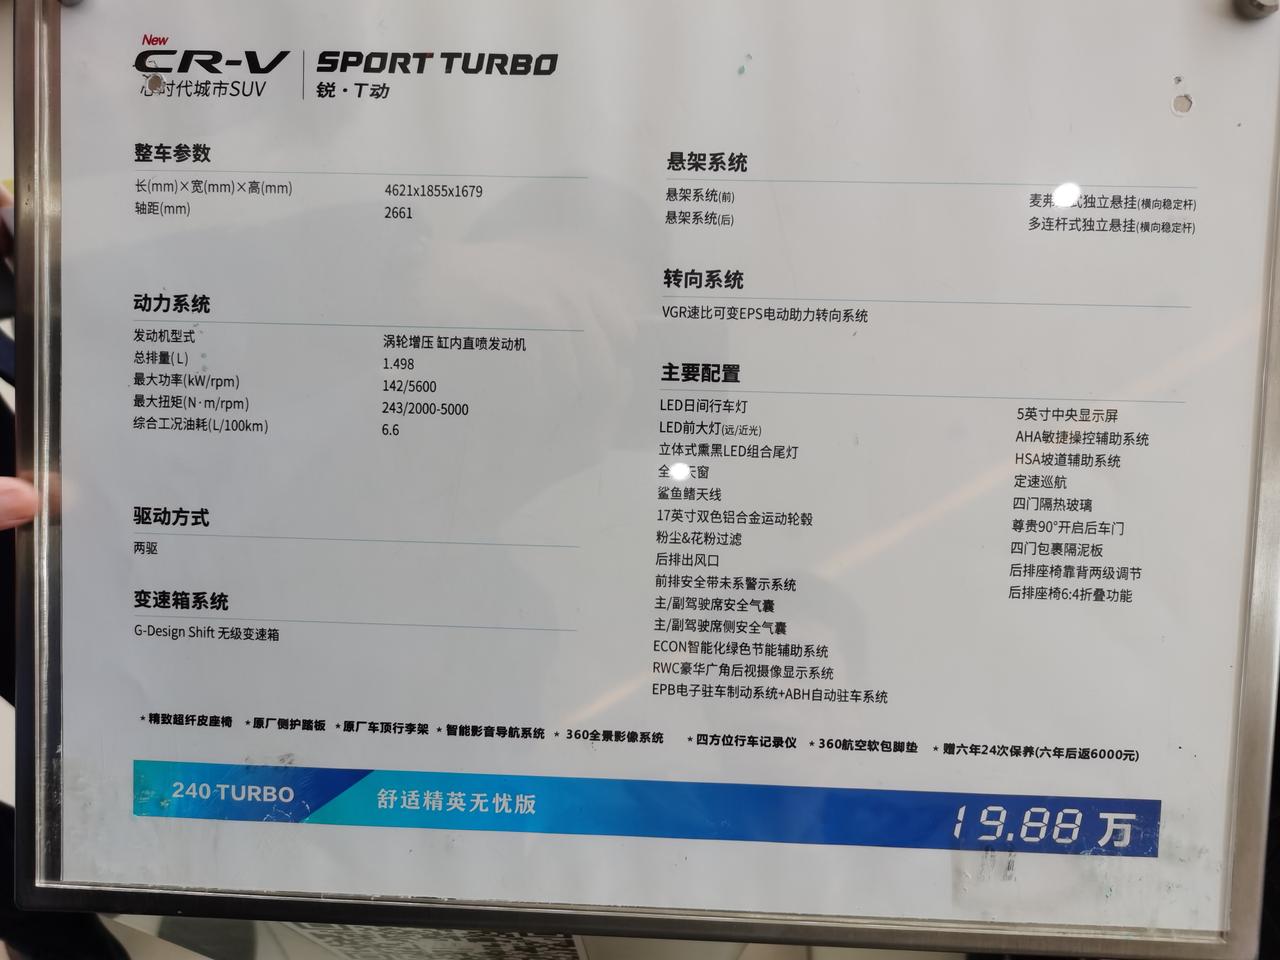 New
CR-V
时代城市SUV
SPORT TURBO
锐·T动
整车参数
长(mm)×宽(mm)×高(mm) 4621x1855x1679
轴距(mm) 2661
动力系统
发动机型式 涡轮增压 缸内直喷发动机
总排量(L) 1.498
最大功率(kW/rpm) 142/5600
最大扭矩(N·m/rpm) 243/2000-5000
综合工况油耗(L/100km) 6.6
驱动方式
两驱
变速箱系统
G-Design Shift 无级变速箱
悬架系统
悬架系统(前) 麦弗 式独立悬挂(横向稳定杆)
悬架系统(后) 多连杆式独立悬挂(横向稳定杆)
转向系统
VGR速比可变EPS电动助力转向系统
主要配置
LED日间行车灯
LED前大灯(远/近光)
立体式熏黑LED组合尾灯
全 天窗
鲨鱼鳍天线
17英寸双色铝合金运动轮毂
粉尘&花粉过滤
后排出风口
前排安全带未系警示系统
主/副驾驶席安全气囊
主/副驾驶席侧安全气囊
ECON智能化绿色节能辅助系统
RWC豪华广角后视摄像显示系统
EPB电子驻车制动系统+ABH自动驻车系统
5英寸中央显示屏
AHA敏捷操控辅助系统
HSA坡道辅助系统
定速巡航
四门隔热玻璃
尊贵90°开启后车门
四门包裹隔泥板
后排座椅靠背两级调节
后排座椅6:4折叠功能
★精致超纤皮座椅 ★原厂侧护踏板 ★原厂车顶行李架 ★智能影音导航系统 ★ 360全景影像系统 ★四方位行车记录仪 ★360航空软包脚垫 ★赠六年24次保养(六年后返6000元)
240 TURBO 舒适精英无忧版 19.88 万